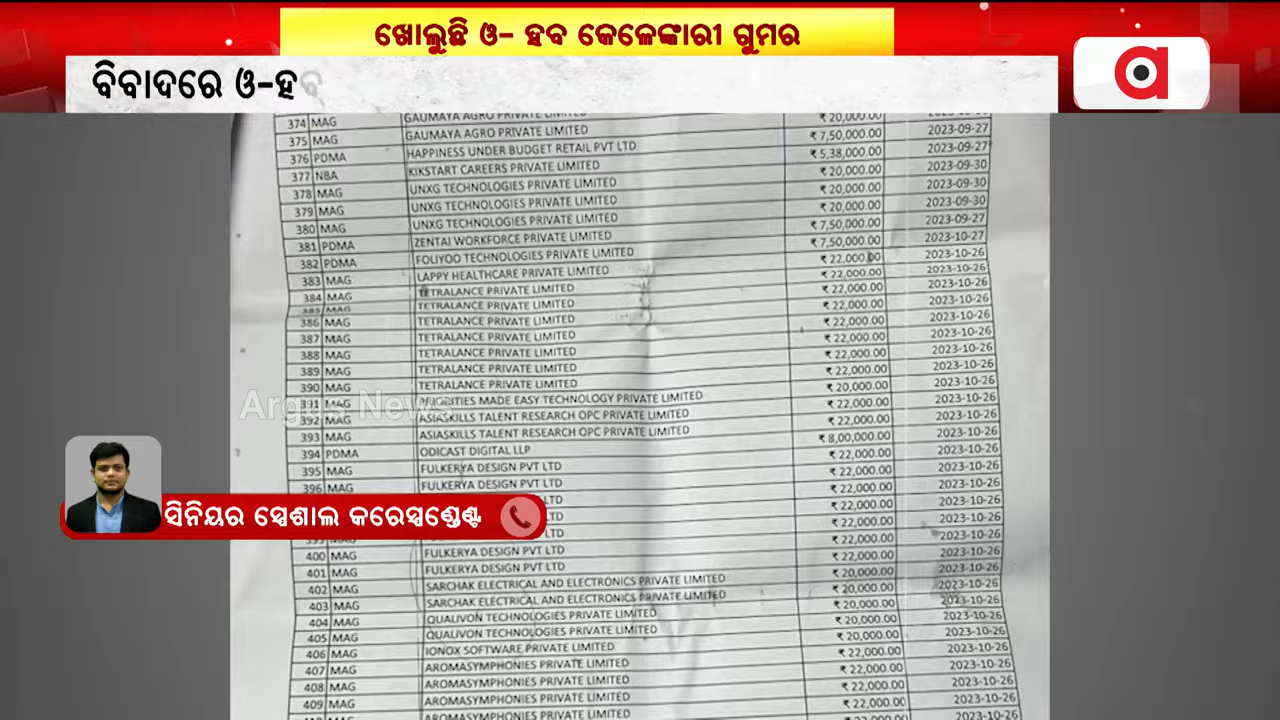 ଖୋଲୁଛି ଓ- ହବ କେଳେଙ୍କାରୀ ଗୁମର
ବିବାଦରେ ଓ-ହବ
a
374 MAG GAUMAYA AGRO PRIVATE LIMITED ₹ 20,000.00
375 MAG GAUMAYA AGRO PRIVATE LIMITED ₹ 7,50,000.00 2023-09-27
376 PDMA HAPPINESS UNDER BUDGET RETAIL PVT LTD ₹ 5,38,000.00 2023-09-27
377 NBA KIKSTART CAREERS PRIVATE LIMITED ₹ 20,000.00 2023-09-30
378 MAG UNXG TECHNOLOGIES PRIVATE LIMITED ₹ 20,000.00 2023-09-30
379 MAG UNXG TECHNOLOGIES PRIVATE LIMITED ₹ 20,000.00 2023-09-30
380 MAG UNXG TECHNOLOGIES PRIVATE LIMITED ₹ 7,50,000.00 2023-09-27
381 PDMA ZENTAI WORKFORCE PRIVATE LIMITED ₹ 7,50,000.00 2023-10-27
382 PDMA FOLIYOO TECHNOLOGIES PRIVATE LIMITED ₹ 22,000.00 2023-10-26
383 MAG LAPPY HEALTHCARE PRIVATE LIMITED ₹ 22,000.00 2023-10-26
384 MAG TETRALANCE PRIVATE LIMITED ₹ 22,000.00 2023-10-26
385 MAG TETRALANCE PRIVATE LIMITED ₹ 22,000.00 2023-10-26
386 MAG TETRALANCE PRIVATE LIMITED ₹ 22,000.00 2023-10-26
387 MAG TETRALANCE PRIVATE LIMITED ₹ 22,000.00 2023-10-26
388 MAG TETRALANCE PRIVATE LIMITED ₹ 22,000.00 2023-10-26
389 MAG TETRALANCE PRIVATE LIMITED ₹ 22,000.00 2023-10-26
390 MAG TETRALANCE PRIVATE LIMITED ₹ 20,000.00 2023-10-26
391 MAG PRIORITIES MADE EASY TECHNOLOGY PRIVATE LIMITED ₹ 22,000.00 2023-10-26
392 MAG ASIASKILLS TALENT RESEARCH OPC PRIVATE LIMITED ₹ 22,000.00 2023-10-26
393 MAG ASIASKILLS TALENT RESEARCH OPC PRIVATE LIMITED ₹ 8,00,000.00 2023-10-26
394 PDMA ODICAST DIGITAL LLP ₹ 22,000.00 2023-10-26
395 MAG FULKERYA DESIGN PVT LTD ₹ 22,000.00 2023-10-26
396 MAG FULKERYA DESIGN PVT LTD ₹ 22,000.00 2023-10-26
LTD ₹ 22,000.00 2023-10-26
LTD ₹ 22,000.00 2023-10-26
LTD ₹ 22,000.00 2023-10-26
400 MAG FULKERYA DESIGN PVT LTD ₹ 22,000.00 2023-10-26
401 MAG FULKERYA DESIGN PVT LTD ₹ 20,000.00 2023-10-26
402 MAG SARCHAK ELECTRICAL AND ELECTRONICS PRIVATE LIMITED ₹ 20,000.00 2023-10-26
403 MAG SARCHAK ELECTRICAL AND ELECTRONICS PRIVATE LIMITED ₹ 20,000.00 2023-10-26
404 MAG QUALIVON TECHNOLOGIES PRIVATE LIMITED ₹ 20,000.00 2023-10-26
405 MAG QUALIVON TECHNOLOGIES PRIVATE LIMITED ₹ 20,000.00 2023-10-26
406 MAG IONOX SOFTWARE PRIVATE LIMITED ₹ 22,000.00 2023-10-26
407 MAG AROMASYMPHONIES PRIVATE LIMITED ₹ 22,000.00 2023-10-26
408 MAG AROMASYMPHONIES PRIVATE LIMITED ₹ 22,000.00 2023-10-26
409 MAG AROMASYMPHONIES PRIVATE LIMITED ₹ 22,000.00 2023-10-26
AROMASYMPHONIES PRIVATE LIMITED
Argus News
ସିନିୟର ସ୍ପେଶାଲ କରେସ୍ପଣ୍ଡେଣ୍ଟ